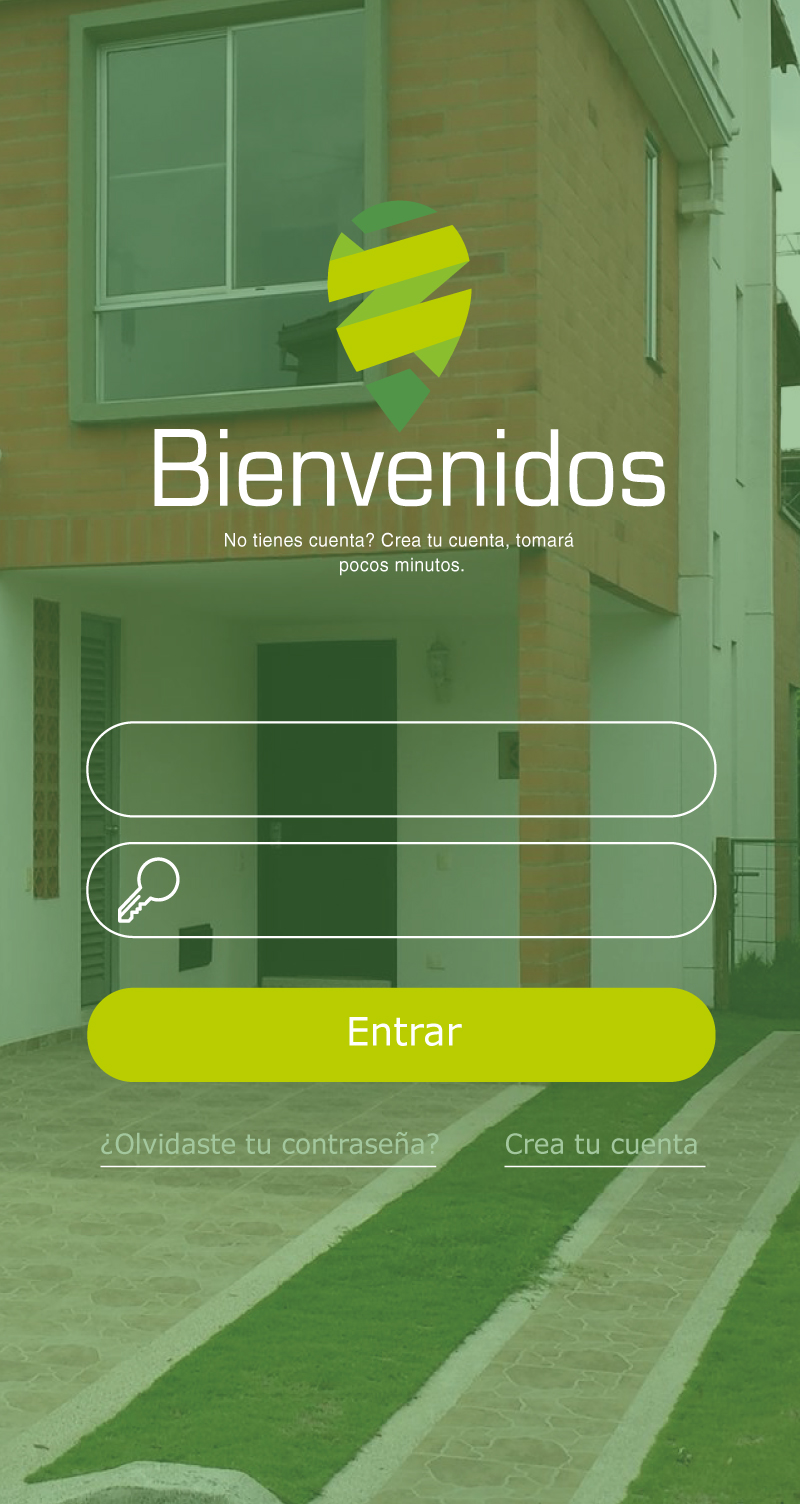 Bienvenidos
No tienes cuenta? Crea tu cuenta, tomará
pocos minutos.
Entrar
¿Olvidaste tu contraseña? Crea tu cuenta